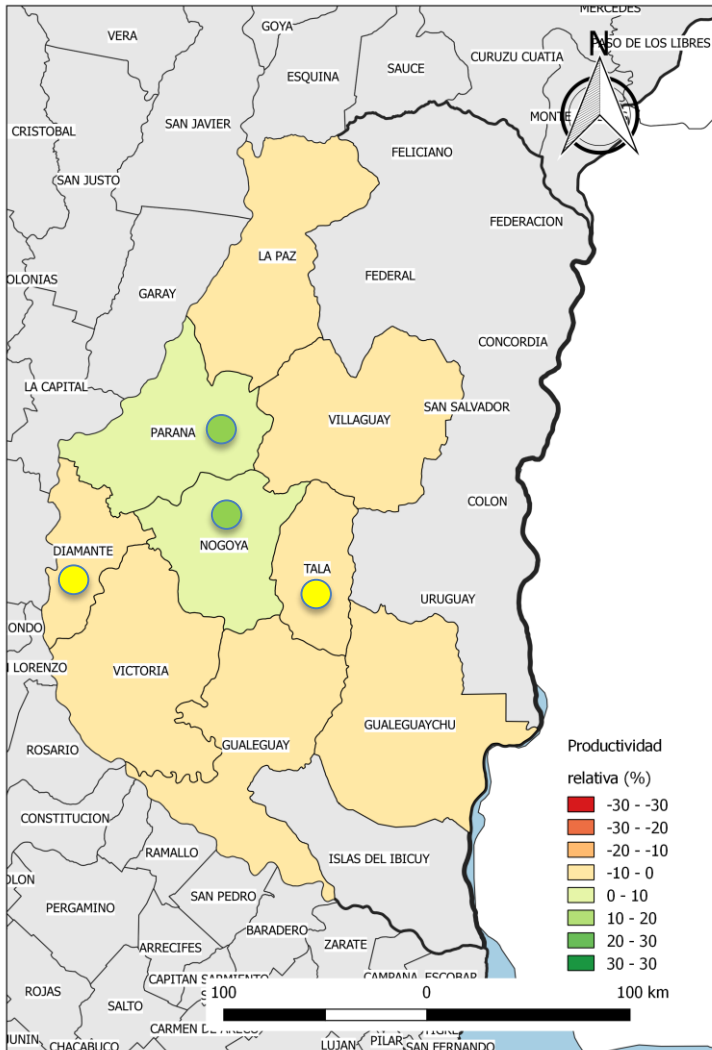 MERCEDES
GOYA
VERA
N
PASO DE LOS LIBRES
CURUZU CUATIA
SAUCE
ESQUINA
MONTE
SAN JAVIER
CRISTOBAL
FELICIANO
SAN JUSTO
FEDERACION
LA PAZ
FEDERAL
OLONIAS
GARAY
CONCORDIA
LA CAPITAL
SAN SALVADOR
VILLAGUAY
PARANA
COLON
NOGOYA
DIAMANTE
TALA
URUGUAY
ONDO
LORENZO
VICTORIA
GUALEGUAYCHU
GUALEGUAY
ROSARIO
Productividad
relativa (%)
-30 - -30
-30 - -20
-20 - -10
-10 - 0
0 - 10
10 - 20
20 - 30
30 - 30
CONSTITUCION
RAMALLO
ISLAS DEL IBICUY
OLON
SAN PEDRO
PERGAMINO
BARADERO
ARRECIFES
ZARATE
CAPITAN SARMIENTO
CAMPANA
ESCOBAR
ROJAS
SALTO
100 0 100 km
CARMEN DE ARECO
TIGRE
PILAR
JUNIN
CHACABUCO
LUJAN
SAN FERNANDO